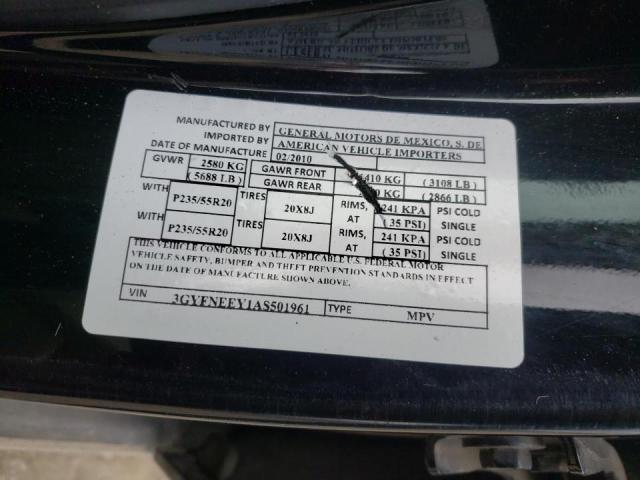 MANUFACTURED BY GENERAL MOTORS DE MEXICO, S. DE
IMPORTED BY AMERICAN VEHICLE IMPORTERS
DATE OF MANUFACTURE 02/2010
GVWR 2580 KG GAWR FRONT 1410 KG ( 3108 LB )
( 5688 LB ) GAWR REAR KG ( 2866 LB )
WITH P235/55R20 TIRES 20X8J RIMS, AT 241 KPA PSI COLD
( 35 PSI) SINGLE
WITH P235/55R20 TIRES 20X8J RIMS, AT 241 KPA PSI COLD
( 35 PSI) SINGLE
THIS VEHICLE CONFORMS TO ALL APPLICABLE U.S. FEDERAL MOTOR
VEHICLE SAFETY, BUMPER AND THEFT PREVENTION STANDARDS IN EFFECT
ON THE DATE OF MANUFACTURE SHOWN ABOVE.
VIN 3GYFNEEY1AS501961 TYPE MPV